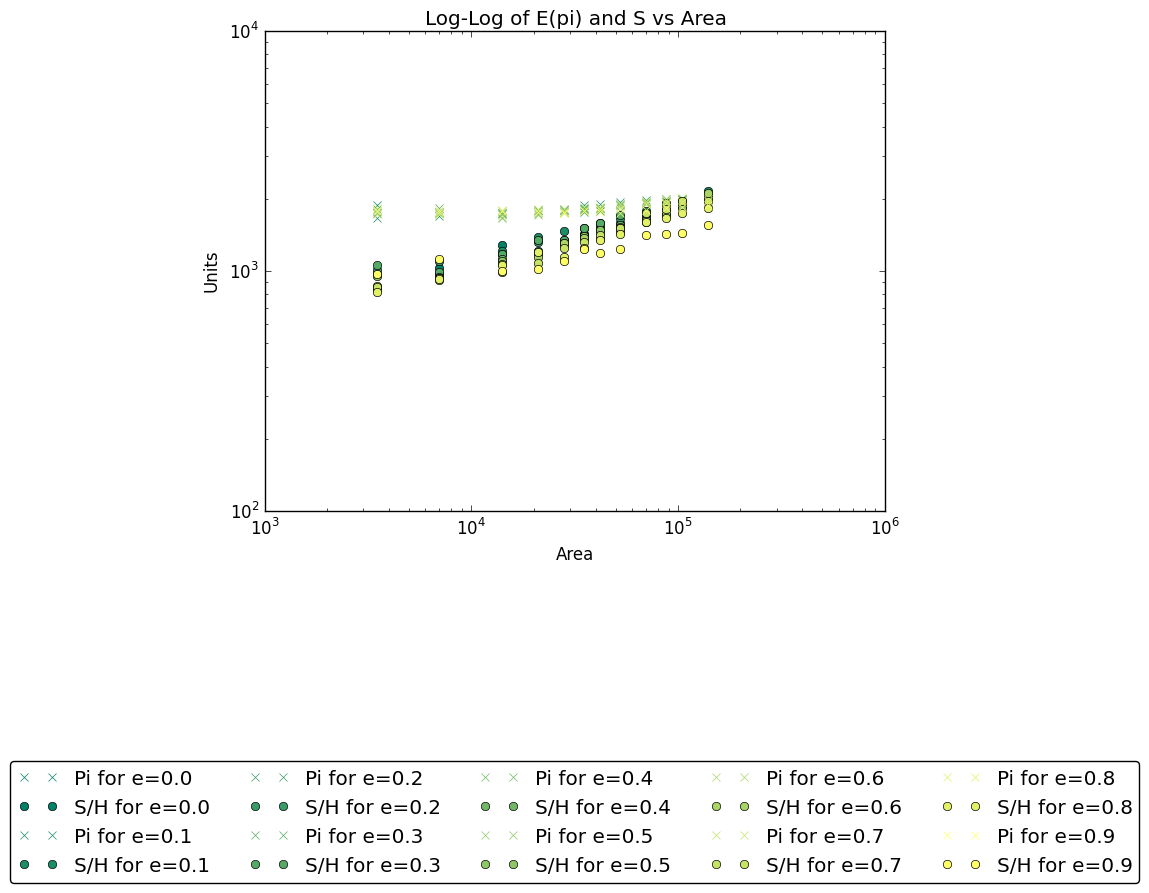 Log-Log of E(pi) and S vs Area
10^4
10^3
10^2
Units
10^3 10^4 10^5 10^6
Area
Pi for e=0.0 Pi for e=0.2 Pi for e=0.4 Pi for e=0.6 Pi for e=0.8
S/H for e=0.0 S/H for e=0.2 S/H for e=0.4 S/H for e=0.6 S/H for e=0.8
Pi for e=0.1 Pi for e=0.3 Pi for e=0.5 Pi for e=0.7 Pi for e=0.9
S/H for e=0.1 S/H for e=0.3 S/H for e=0.5 S/H for e=0.7 S/H for e=0.9